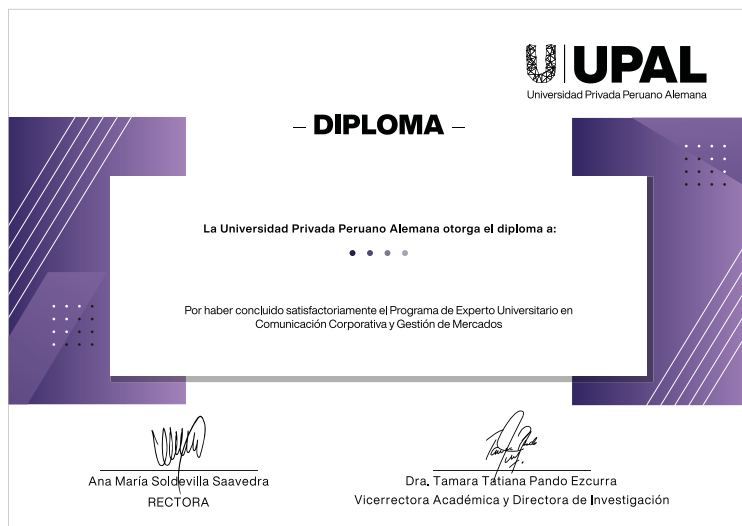 UPAL
Universidad Privada Peruano Alemana
– DIPLOMA –
La Universidad Privada Peruano Alemana otorga el diploma a:
Por haber concluido satisfactoriamente el Programa de Experto Universitario en
Comunicación Corporativa y Gestión de Mercados
Ana María Soldevilla Saavedra
RECTORA
Dra. Tamara Tatiana Pando Ezcurra
Vicerrectora Académica y Directora de Investigación